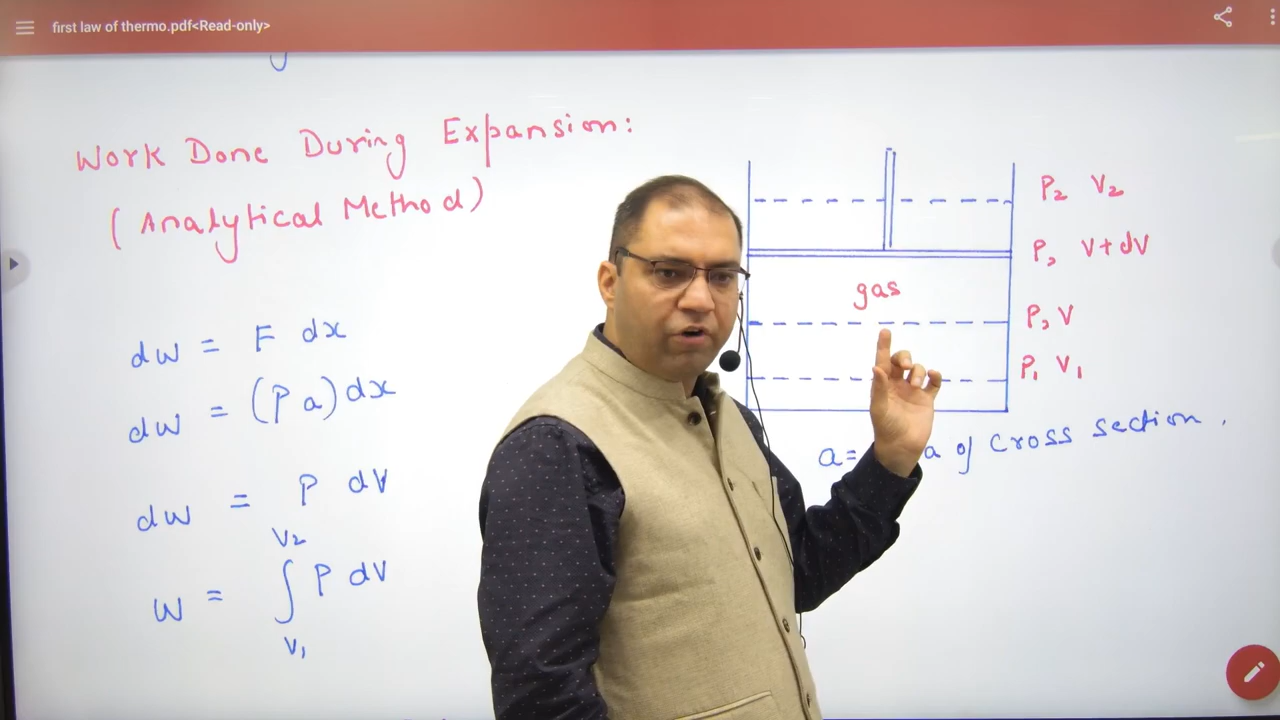 first law of thermo.pdf<Read-only>
Work Done During Expansion:
(Analytical Method)
dw = F dx
dw = (P a) dx
dw = P dV
w = ∫ P dV
V2
V1
P2 V2
P, V+dV
gas
P, V
P1 V1
a= a of cross section.